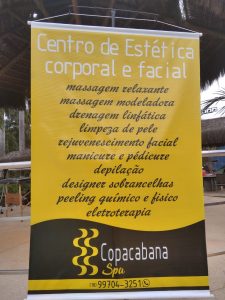 Centro de Estética
corporal e facial
massagem relaxante
massagem modeladora
drenagem linfática
limpeza de pele
rejuvenescimento facial
manicure e pédicure
depilação
designer sobrancelhas
peeling químico e físico
eletroterapia
Copacabana
Spa
99704-3251